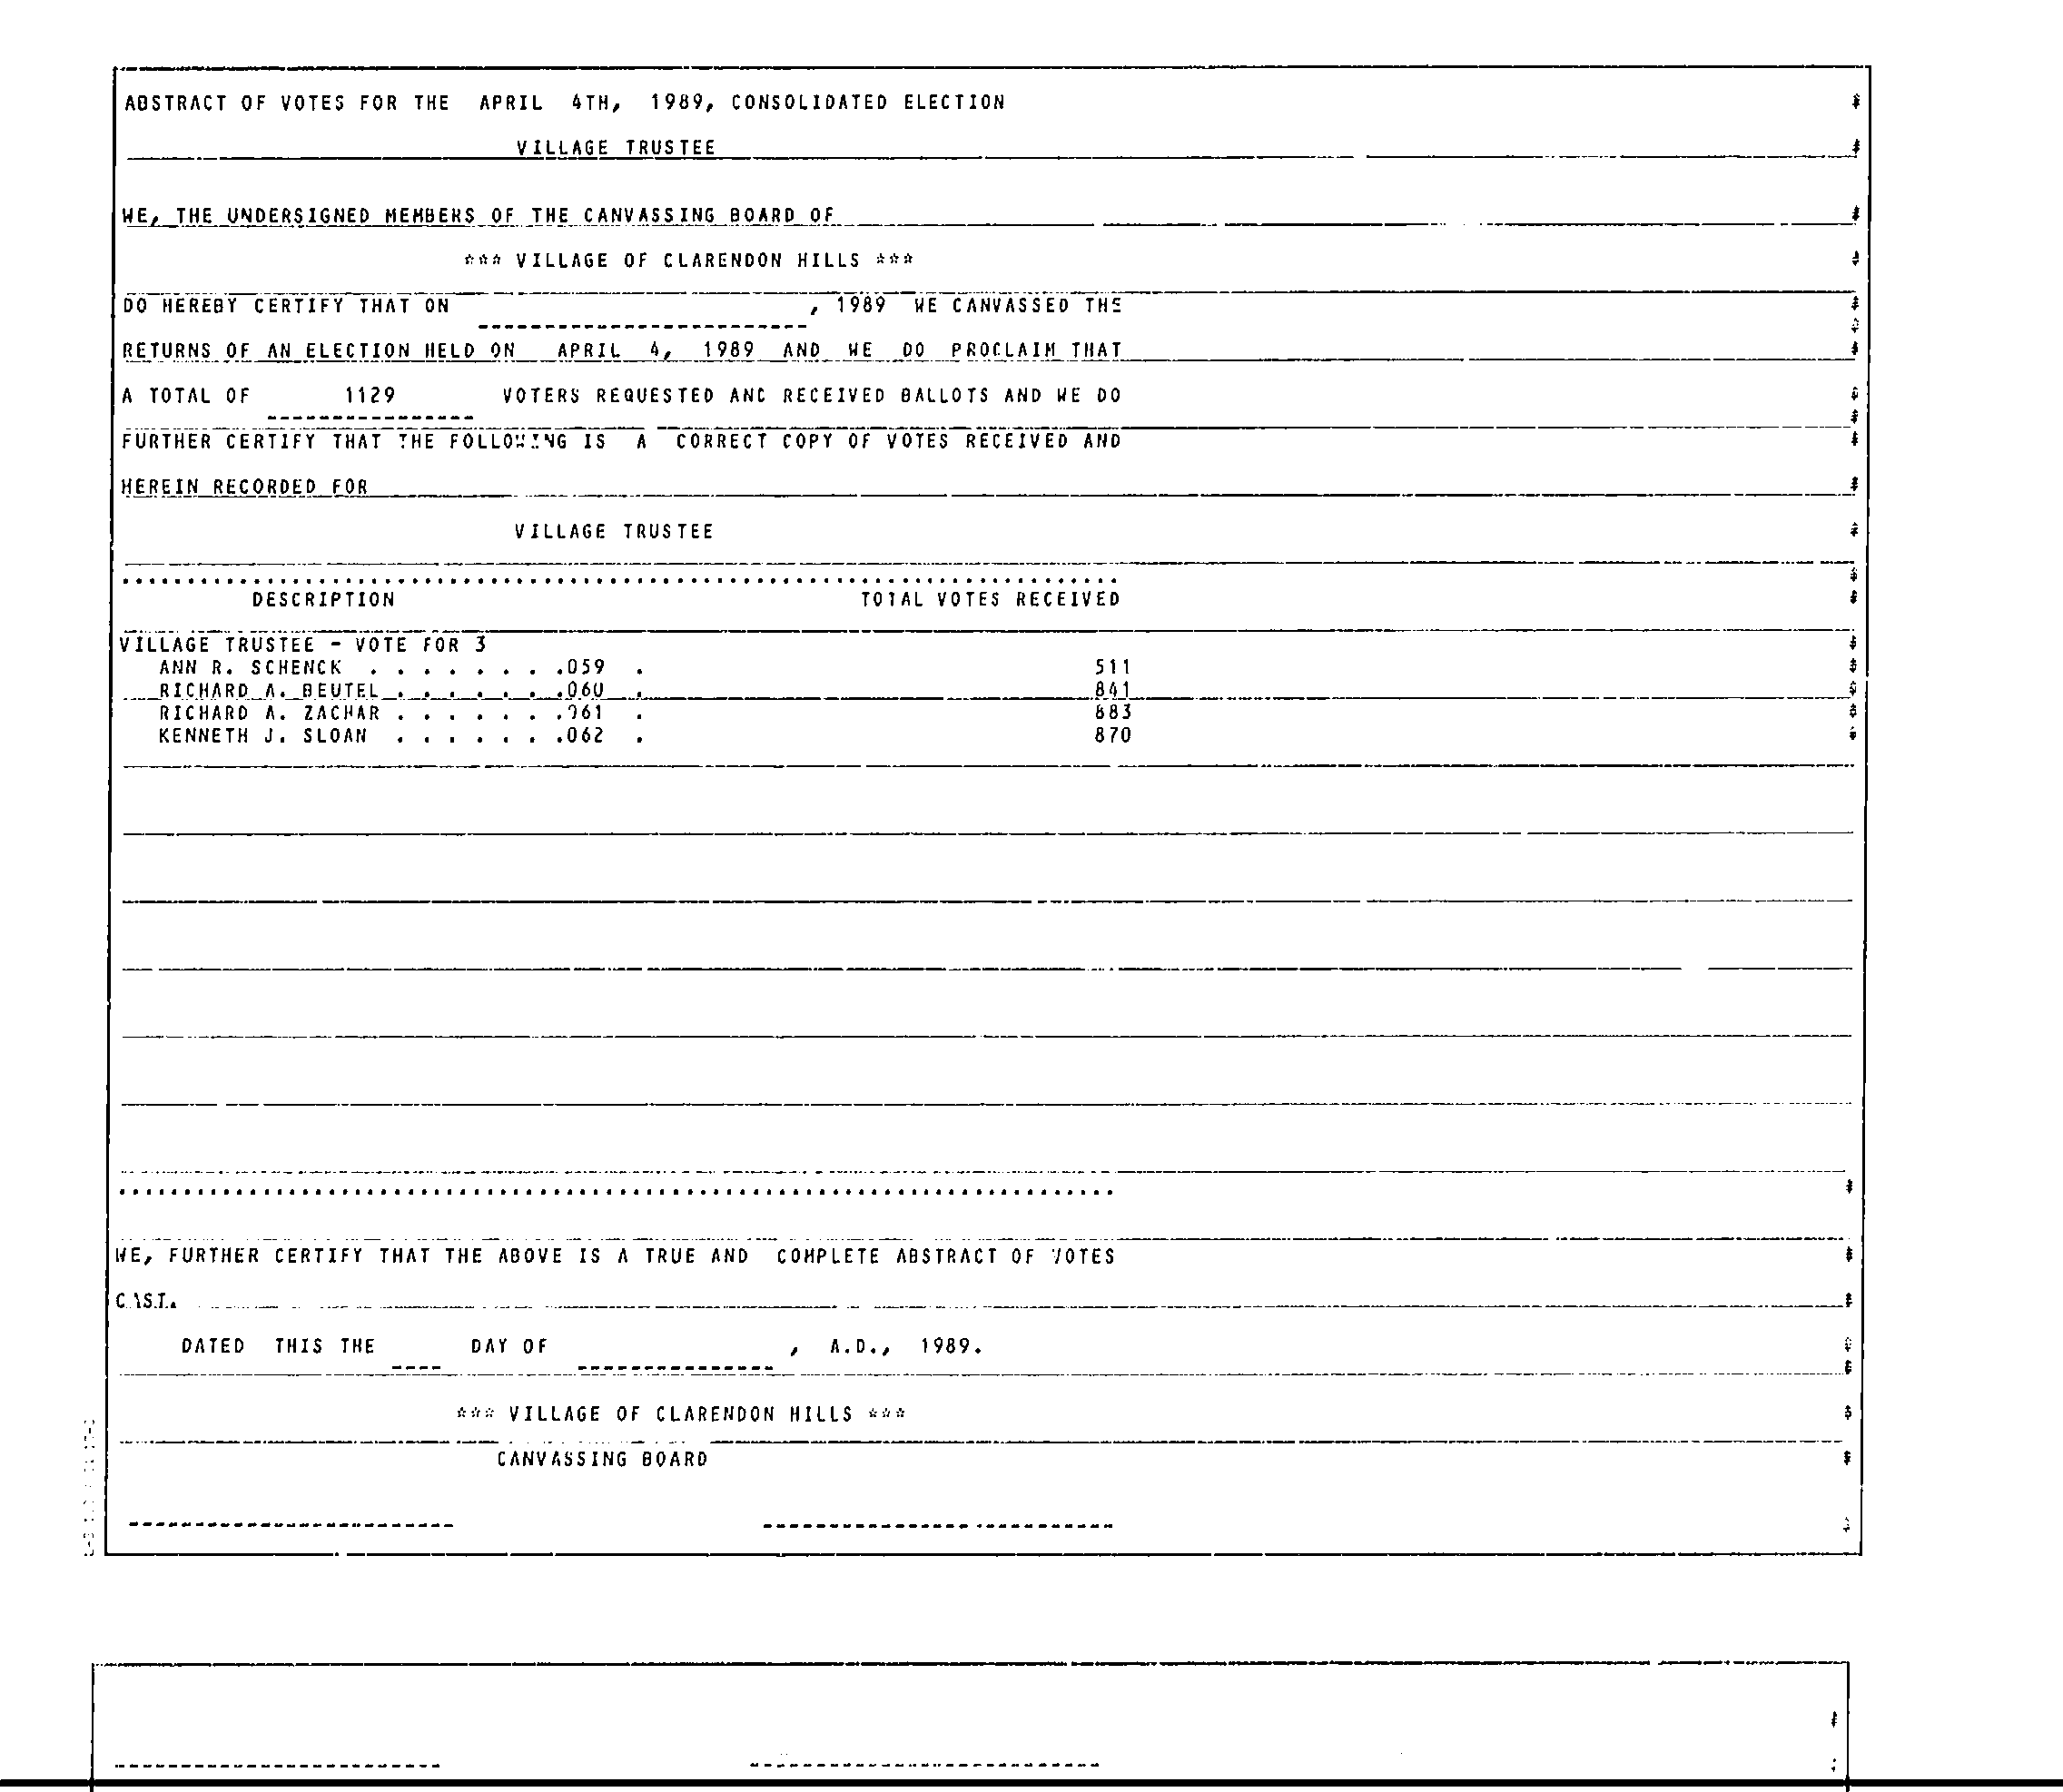 ABSTRACT OF VOTES FOR THE APRIL 4TH, 1989, CONSOLIDATED ELECTION
VILLAGE TRUSTEE
WE, THE UNDERSIGNED MEMBERS OF THE CANVASSING BOARD OF
*** VILLAGE OF CLARENDON HILLS ***
DO HEREBY CERTIFY THAT ON , 1989 WE CANVASSED THE
RETURNS OF AN ELECTION HELD ON APRIL 4, 1989 AND WE DO PROCLAIM THAT
A TOTAL OF 1129 VOTERS REQUESTED AND RECEIVED BALLOTS AND WE DO
FURTHER CERTIFY THAT THE FOLLOWING IS A CORRECT COPY OF VOTES RECEIVED AND
HEREIN RECORDED FOR
VILLAGE TRUSTEE
DESCRIPTION TOTAL VOTES RECEIVED
VILLAGE TRUSTEE - VOTE FOR 3
ANN R. SCHENCK . . . . . . . .059 . 511
RICHARD A. BEUTEL . . . . . . .060 . 841
RICHARD A. ZACHAR . . . . . . .061 . 883
KENNETH J. SLOAN . . . . . . .062 . 870
WE, FURTHER CERTIFY THAT THE ABOVE IS A TRUE AND COMPLETE ABSTRACT OF VOTES
CAST.
DATED THIS THE DAY OF , A.D., 1989.
*** VILLAGE OF CLARENDON HILLS ***
CANVASSING BOARD